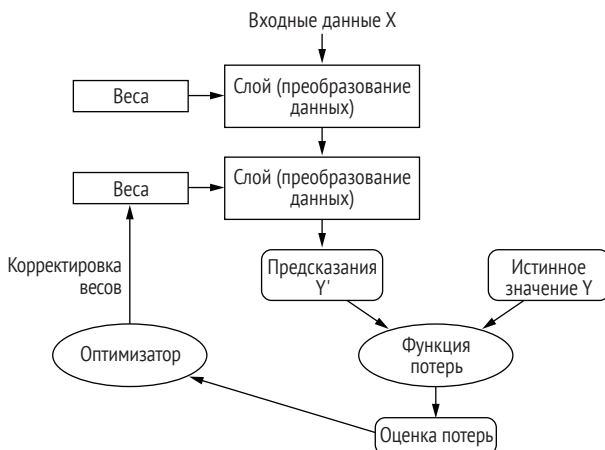 Входные данные X
Веса
Слой (преобразование
данных)
Веса
Слой (преобразование
данных)
Корректировка
весов
Предсказания
Y'
Истинное
значение Y
Оптимизатор
Функция
потерь
Оценка потерь